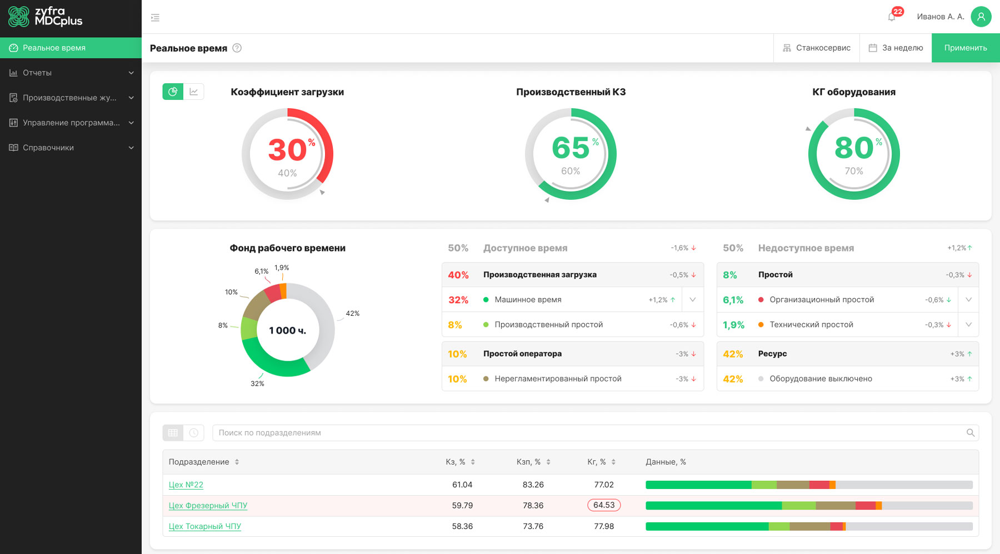 zyfra
MDCplus
Реальное время
Отчеты
Производственные жу...
Управление программа...
Справочники
22
Иванов А. А.
Реальное время
Станкосервис
За неделю
Применить
Коэффициент загрузки
30%
40%
Производственный КЗ
65%
60%
КГ оборудования
80%
70%
Фонд рабочего времени
1,9%
6,1%
10%
42%
8%
1 000 ч.
32%
50% Доступное время -1,6%
40% Производственная загрузка -0,5%
32% Машинное время +1,2%
8% Производственный простой -0,6%
10% Простой оператора -3%
10% Нерегламентированный простой -3%
50% Недоступное время +1,2%
8% Простой -0,3%
6,1% Организационный простой -0,6%
1,9% Технический простой -0,3%
42% Ресурс +3%
42% Оборудование выключено +3%
Поиск по подразделениям
Подразделение Кз, % Кзп, % Кг, % Данные, %
Цех №22 61.04 83.26 77.02
Цех Фрезерный ЧПУ 59.79 78.36 64.53
Цех Токарный ЧПУ 58.36 73.76 77.98